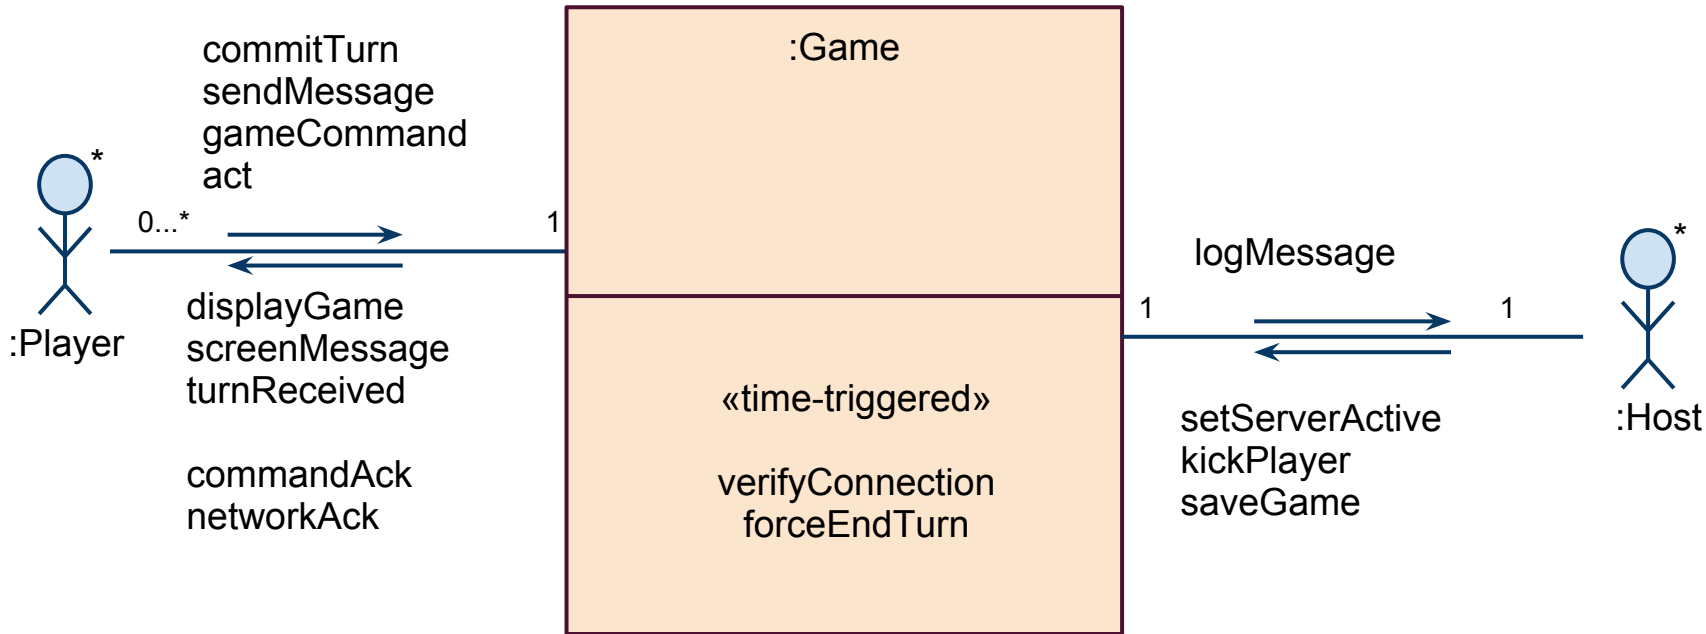 commitTurn
sendMessage
gameCommand
act
*
0...*
1
:Player
displayGame
screenMessage
turnReceived
commandAck
networkAck
:Game
«time-triggered»
verifyConnection
forceEndTurn
logMessage
*
1
1
:Host
setServerActive
kickPlayer
saveGame